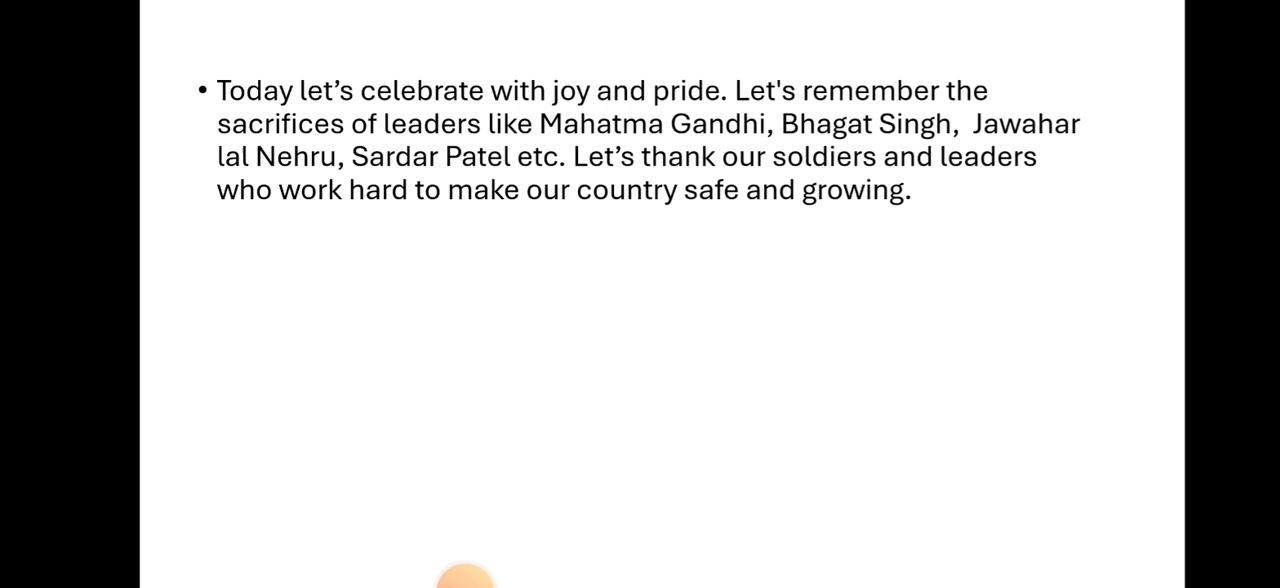 • Today let’s celebrate with joy and pride. Let's remember the
sacrifices of leaders like Mahatma Gandhi, Bhagat Singh,  Jawahar
lal Nehru, Sardar Patel etc. Let’s thank our soldiers and leaders
who work hard to make our country safe and growing.